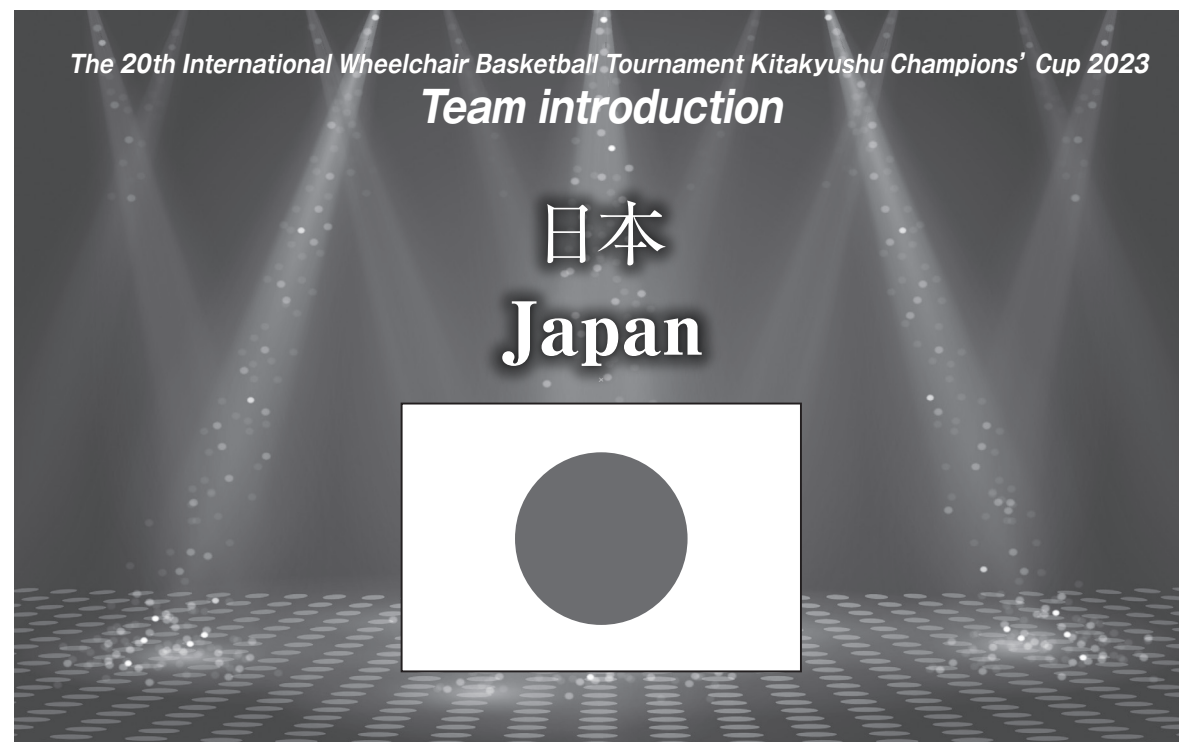 The 20th International Wheelchair Basketball Tournament Kitakyushu Champions’ Cup 2023
Team introduction
日本
Japan